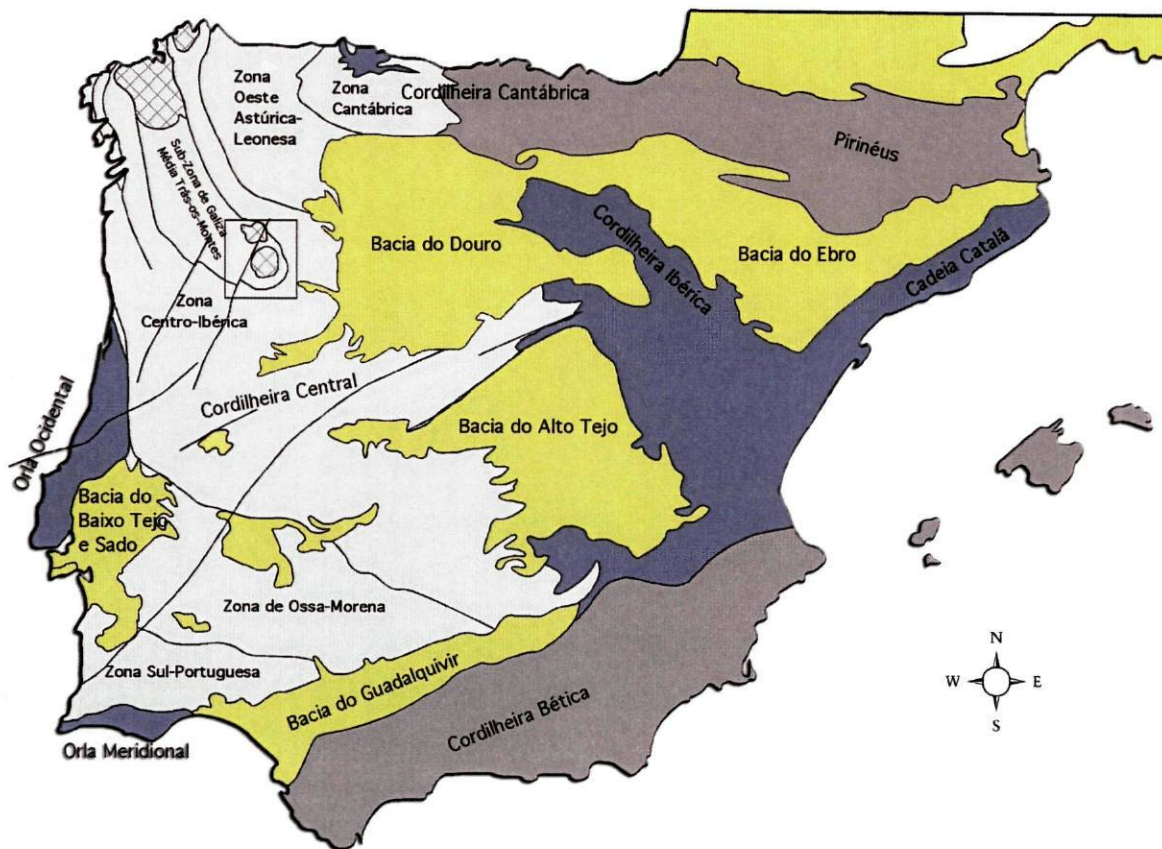 Zona
Oeste
Astúrica-
Leonesa
Zona
Cantábrica
Cordilheira Cantábrica
Pirinéus
Sub-Zona de Galiza
Média Trás-os-Montes
Bacia do Douro
Cordilheira Ibérica
Bacia do Ebro
Cadeia Catalã
Zona
Centro-Ibérica
Cordilheira Central
Orla Ocidental
Bacia do Alto Tejo
Bacia do
Baixo Tejo
e Sado
Zona de Ossa-Morena
Zona Sul-Portuguesa
Bacia do Guadalquivir
Cordilheira Bética
Orla Meridional
N
W E
S